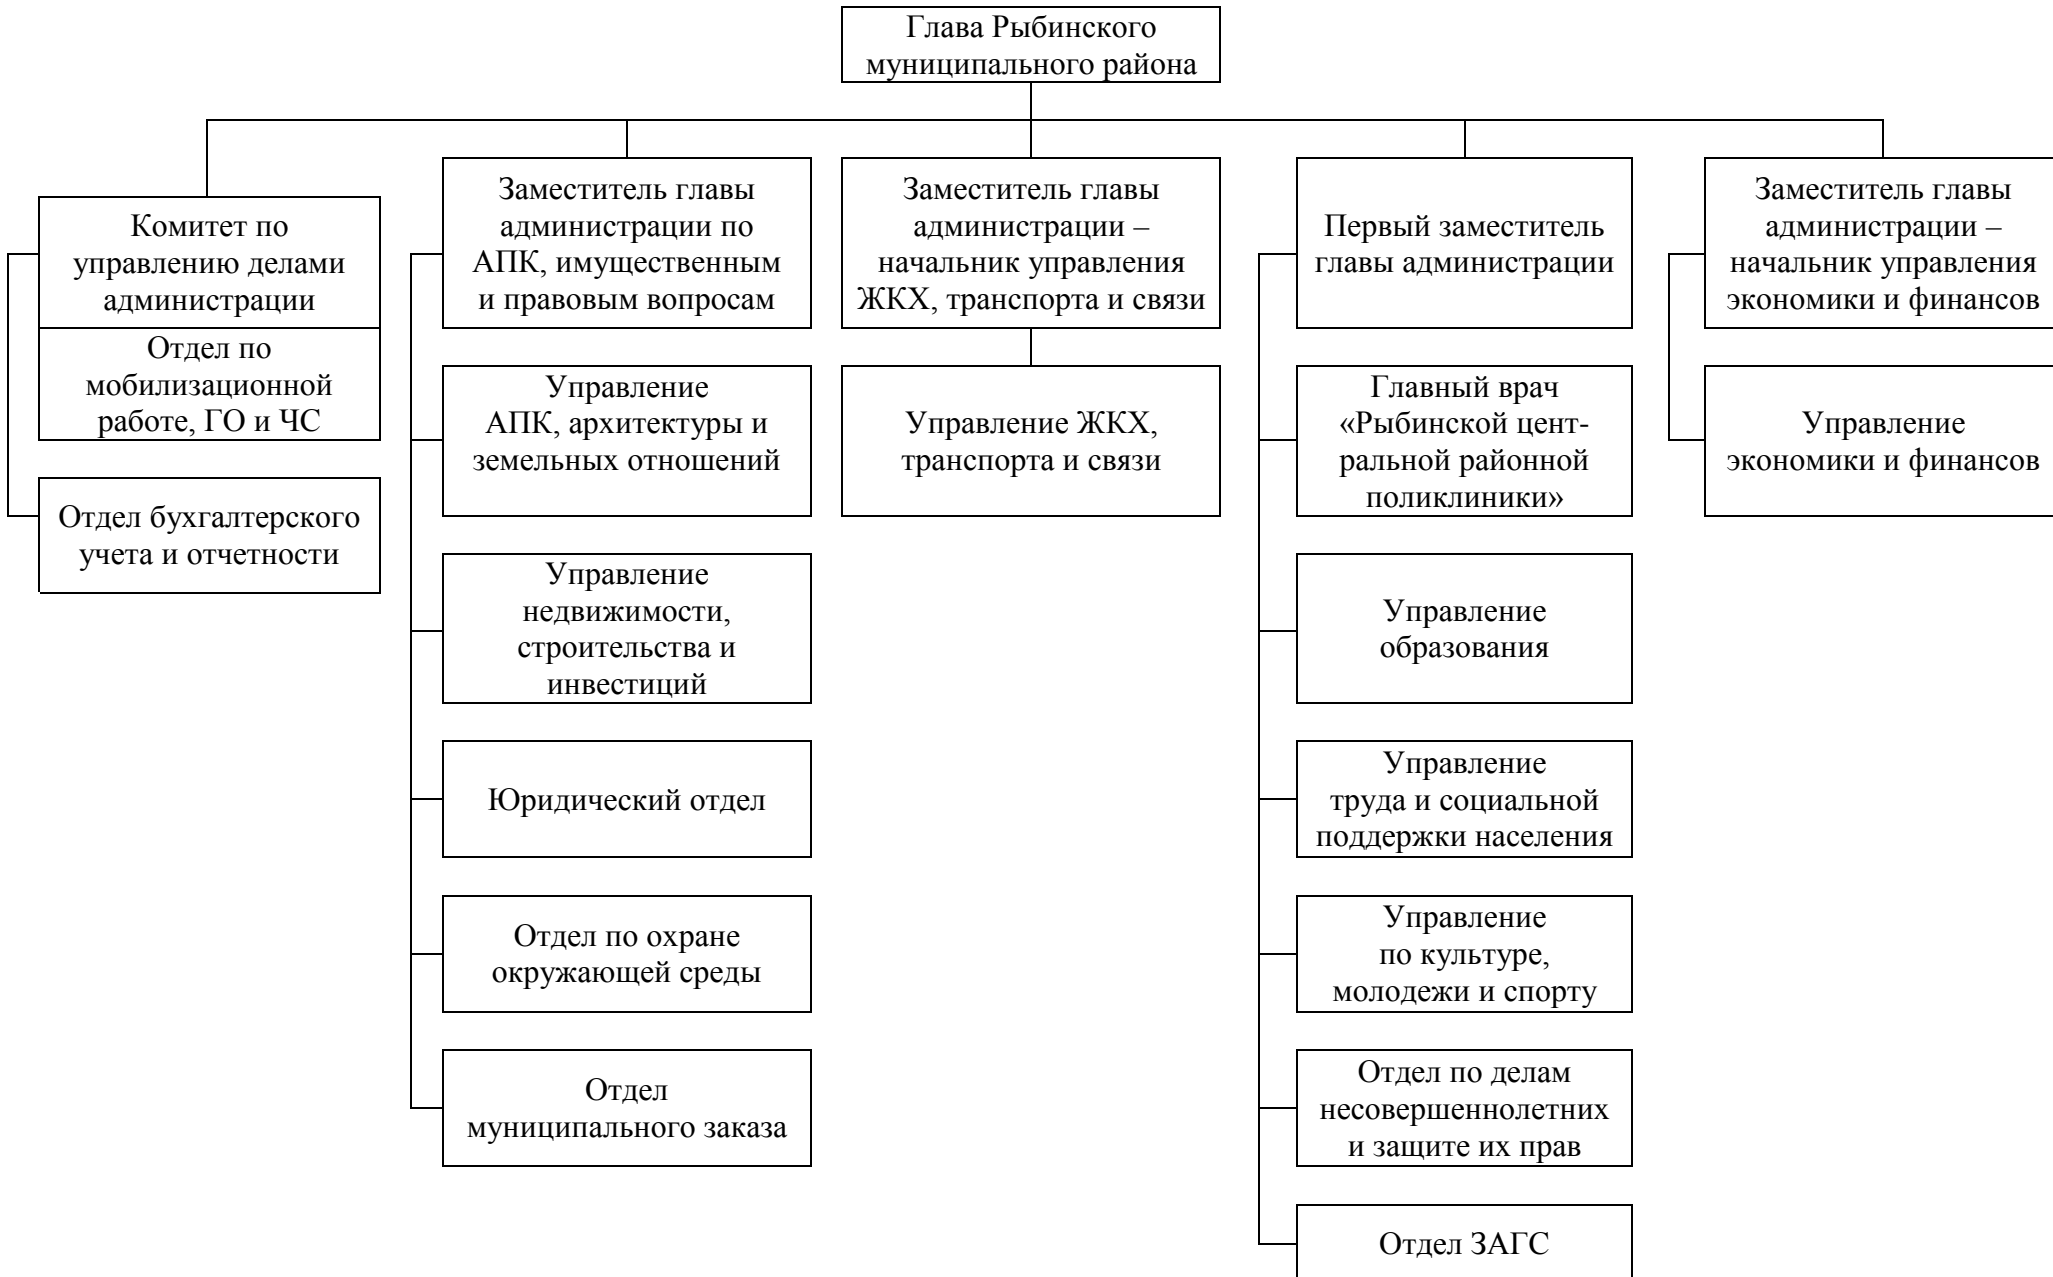 Глава Рыбинского
муниципального района
Комитет по
управлению делами
администрации
Отдел по
мобилизационной
работе, ГО и ЧС
Отдел бухгалтерского
учета и отчетности
Заместитель главы
администрации по
АПК, имущественным
и правовым вопросам
Управление
АПК, архитектуры и
земельных отношений
Управление
недвижимости,
строительства и
инвестиций
Юридический отдел
Отдел по охране
окружающей среды
Отдел
муниципального заказа
Заместитель главы
администрации –
начальник управления
ЖКХ, транспорта и связи
Управление ЖКХ,
транспорта и связи
Первый заместитель
главы администрации
Главный врач
«Рыбинской цент-
ральной районной
поликлиники»
Управление
образования
Управление
труда и социальной
поддержки населения
Управление
по культуре,
молодежи и спорту
Отдел по делам
несовершеннолетних
и защите их прав
Отдел ЗАГС
Заместитель главы
администрации –
начальник управления
экономики и финансов
Управление
экономики и финансов